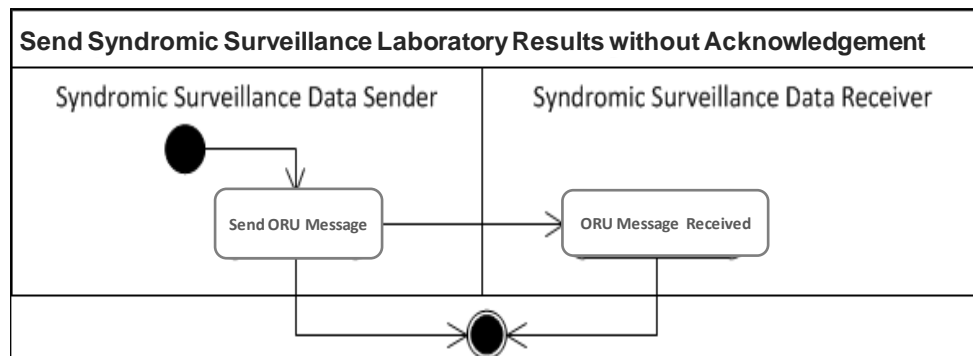 Send Syndromic Surveillance Laboratory Results without Acknowledgement
Syndromic Surveillance Data Sender
Syndromic Surveillance Data Receiver
Send ORU Message
ORU Message Received